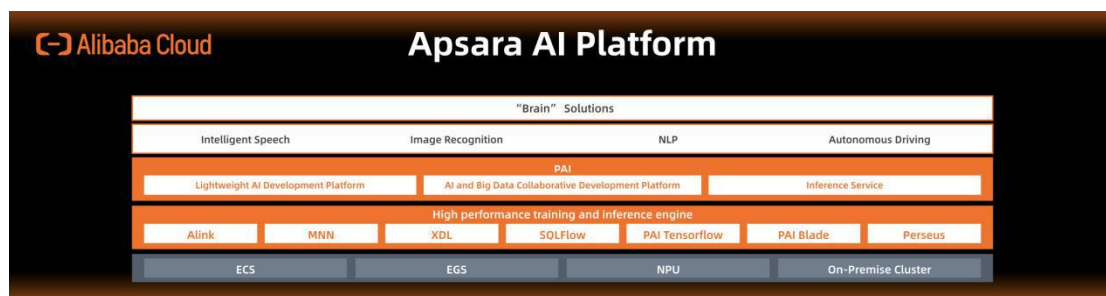 Alibaba Cloud
Apsara AI Platform
"Brain" Solutions
Intelligent Speech Image Recognition NLP Autonomous Driving
PAI
Lightweight AI Development Platform AI and Big Data Collaborative Development Platform Inference Service
High performance training and inference engine
Alink MNN XDL SQLFlow PAI Tensorflow PAI Blade Perseus
ECS EGS NPU On-Premise Cluster